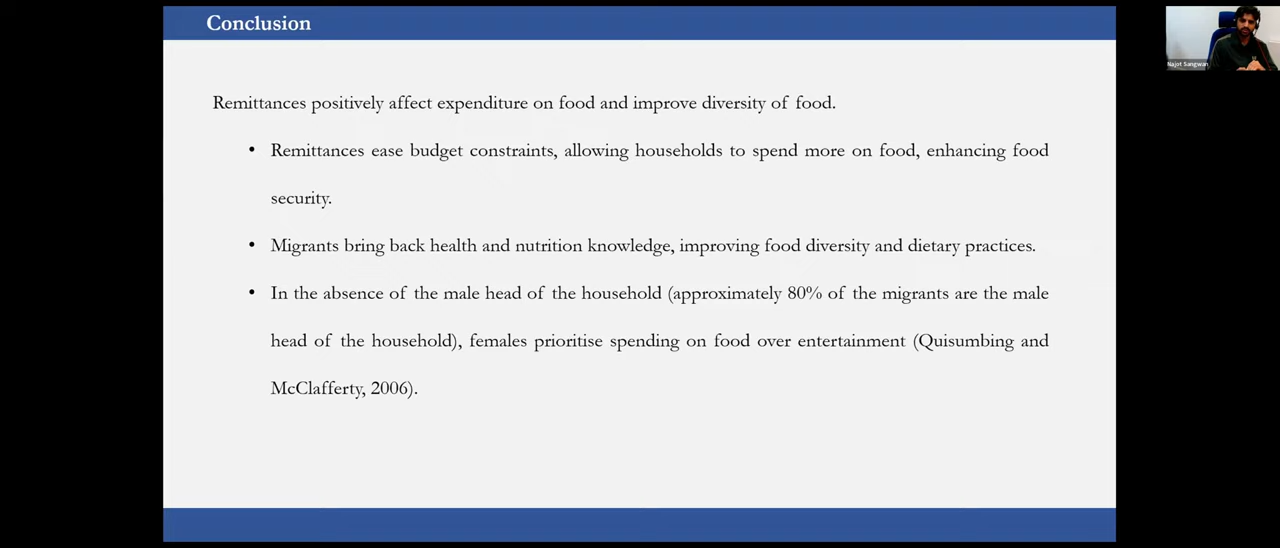 Conclusion
Remittances positively affect expenditure on food and improve diversity of food.
• Remittances ease budget constraints, allowing households to spend more on food, enhancing food
security.
• Migrants bring back health and nutrition knowledge, improving food diversity and dietary practices.
• In the absence of the male head of the household (approximately 80% of the migrants are the male
head of the household), females prioritise spending on food over entertainment (Quisumbing and
McClafferty, 2006).
Najot Sangwan